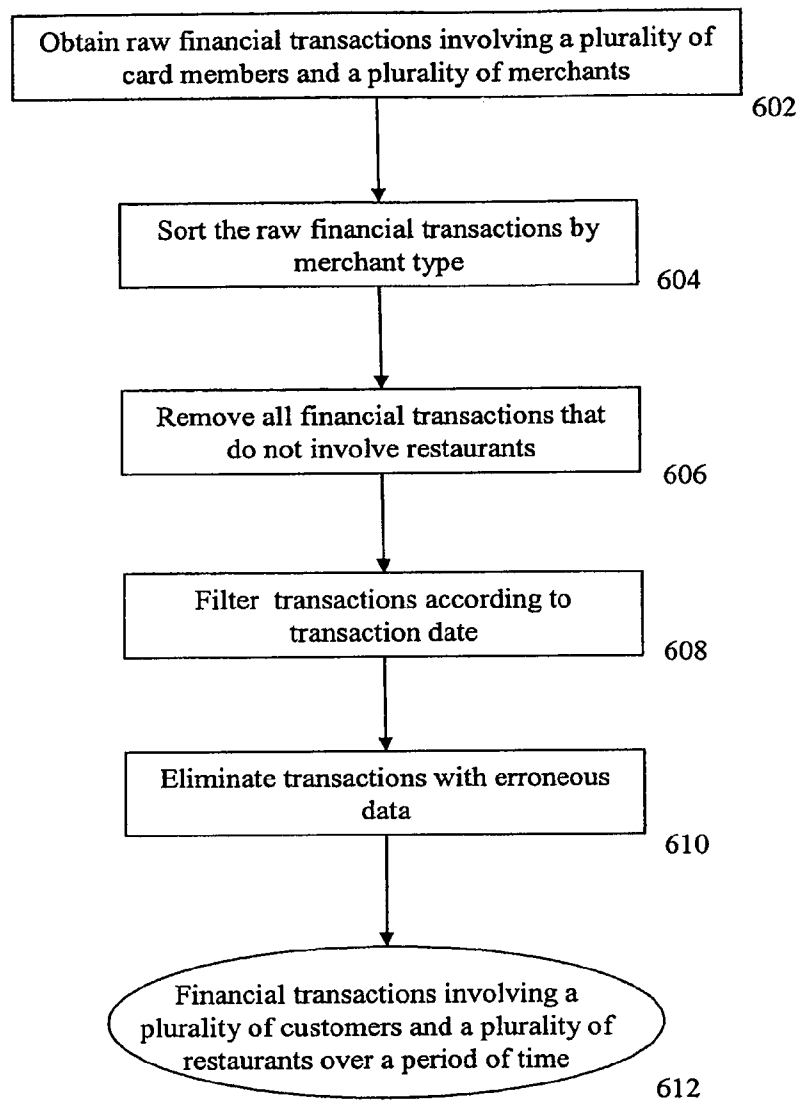 Obtain raw financial transactions involving a plurality of
card members and a plurality of merchants
602
Sort the raw financial transactions by
merchant type
604
Remove all financial transactions that
do not involve restaurants
606
Filter transactions according to
transaction date
608
Eliminate transactions with erroneous
data
610
Financial transactions involving a
plurality of customers and a plurality of
restaurants over a period of time
612